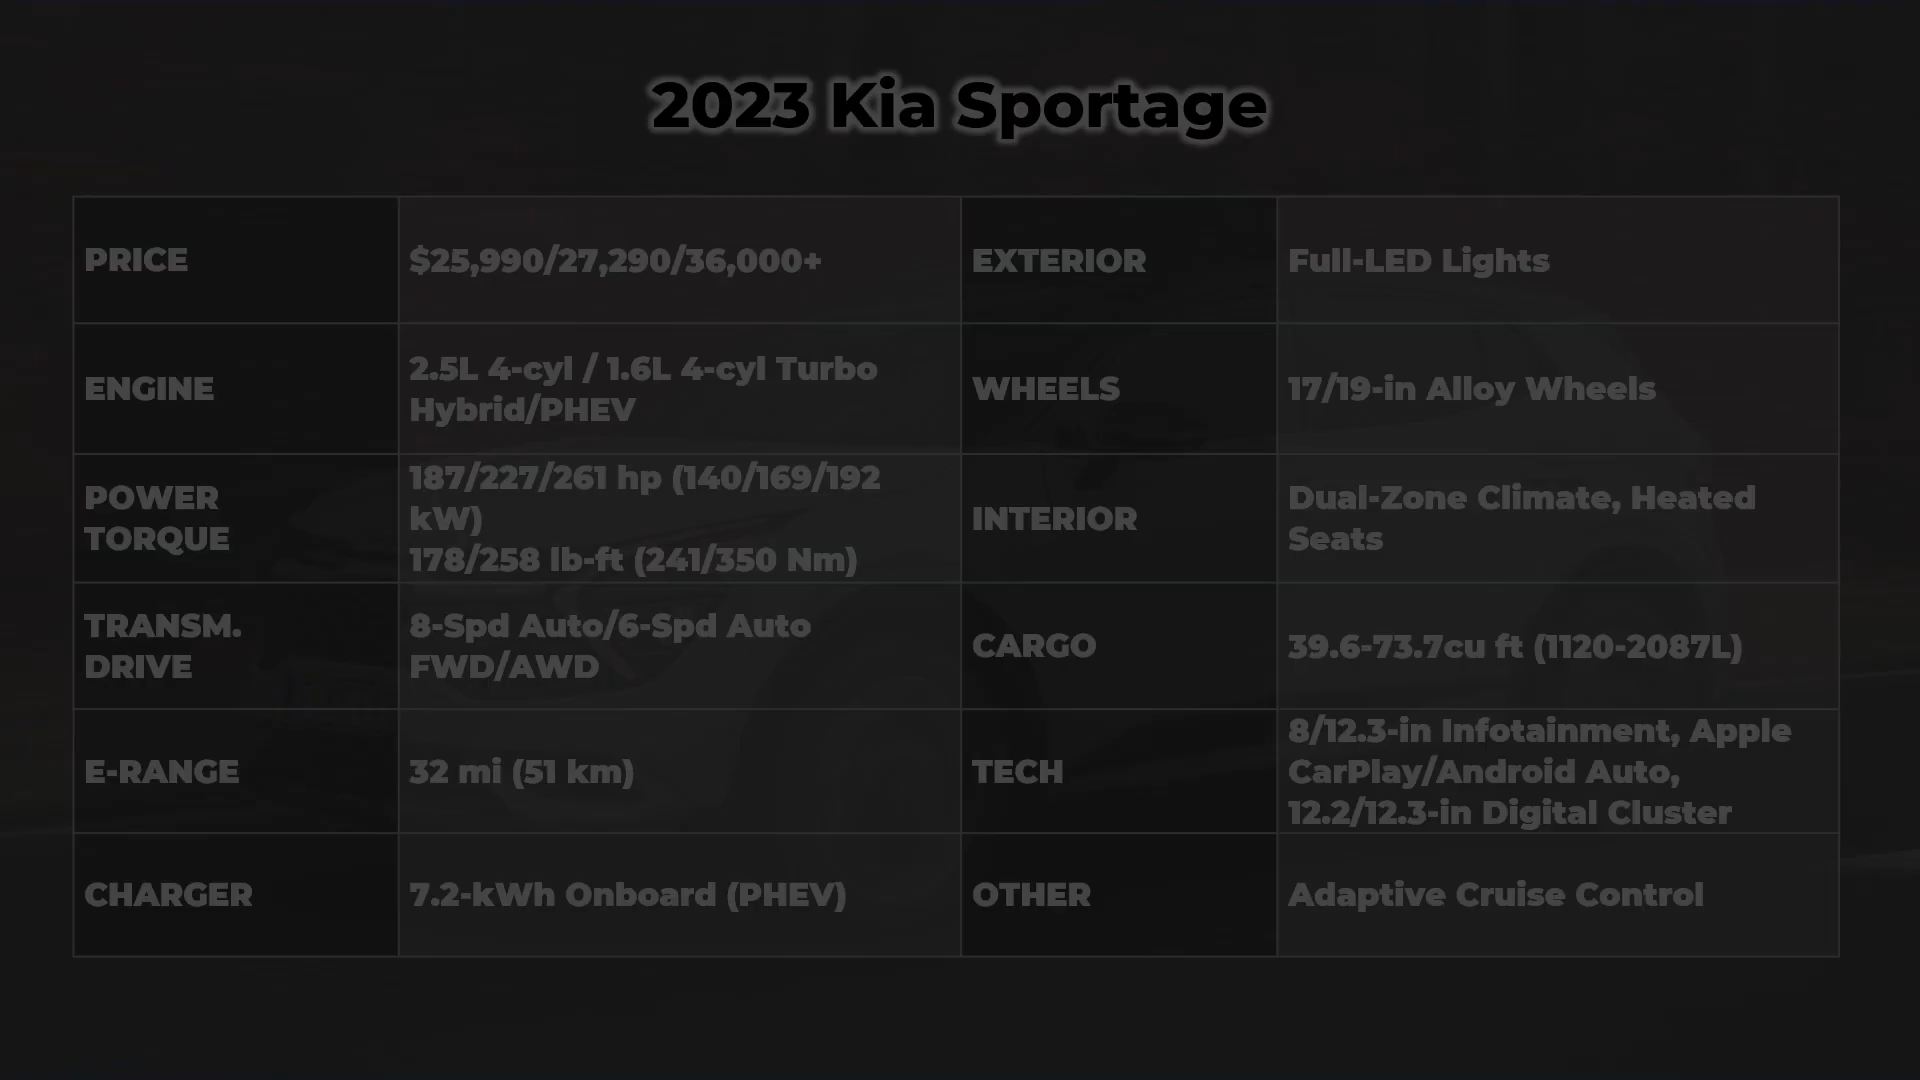 2023 Kia Sportage
PRICE
$25,990/27,290/36,000+
EXTERIOR
Full-LED Lights
ENGINE
2.5L 4-cyl / 1.6L 4-cyl Turbo
Hybrid/PHEV
WHEELS
17/19-in Alloy Wheels
POWER
TORQUE
187/227/261 hp (140/169/192
kW)
178/258 lb-ft (241/350 Nm)
INTERIOR
Dual-Zone Climate, Heated
Seats
TRANSM.
DRIVE
8-Spd Auto/6-Spd Auto
FWD/AWD
CARGO
39.6-73.7cu ft (1120-2087L)
E-RANGE
32 mi (51 km)
TECH
8/12.3-in Infotainment, Apple
CarPlay/Android Auto,
12.2/12.3-in Digital Cluster
CHARGER
7.2-kWh Onboard (PHEV)
OTHER
Adaptive Cruise Control